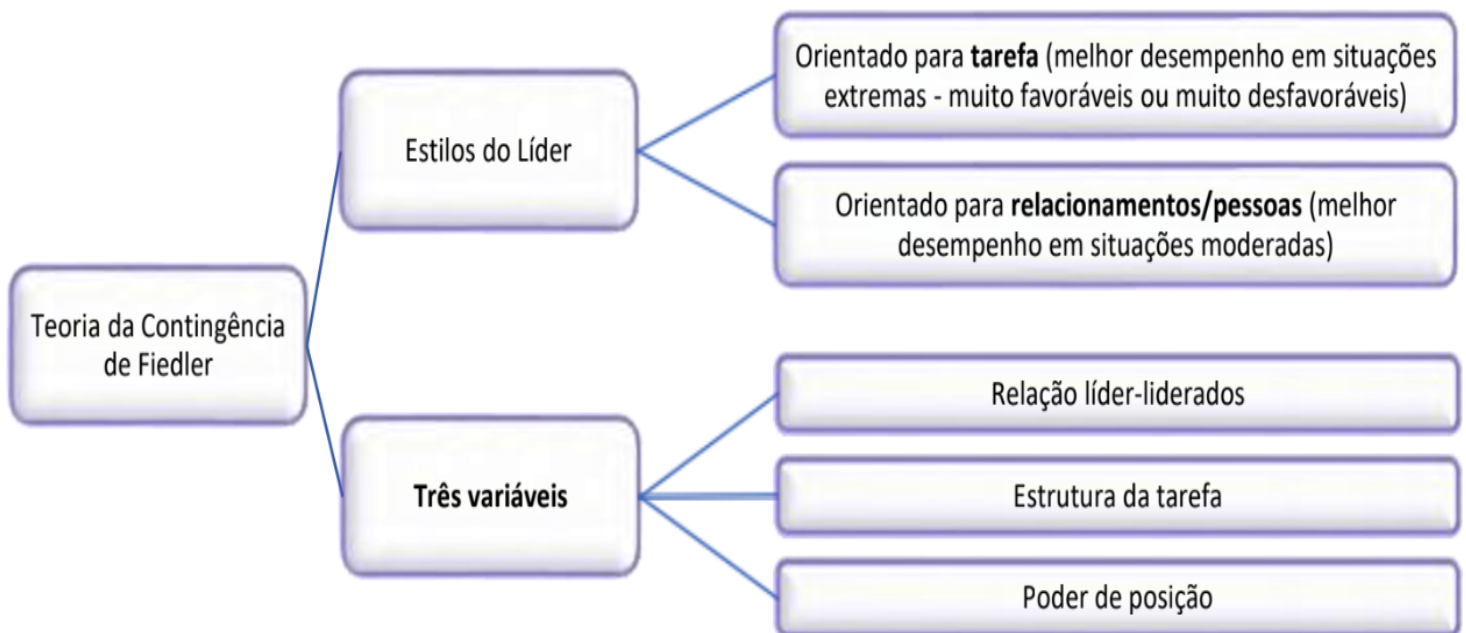 Orientado para tarefa (melhor desempenho em situações
extremas - muito favoráveis ou muito desfavoráveis)
Estilos do Líder
Orientado para relacionamentos/pessoas (melhor
desempenho em situações moderadas)
Teoria da Contingência
de Fiedler
Relação líder-liderados
Três variáveis
Estrutura da tarefa
Poder de posição